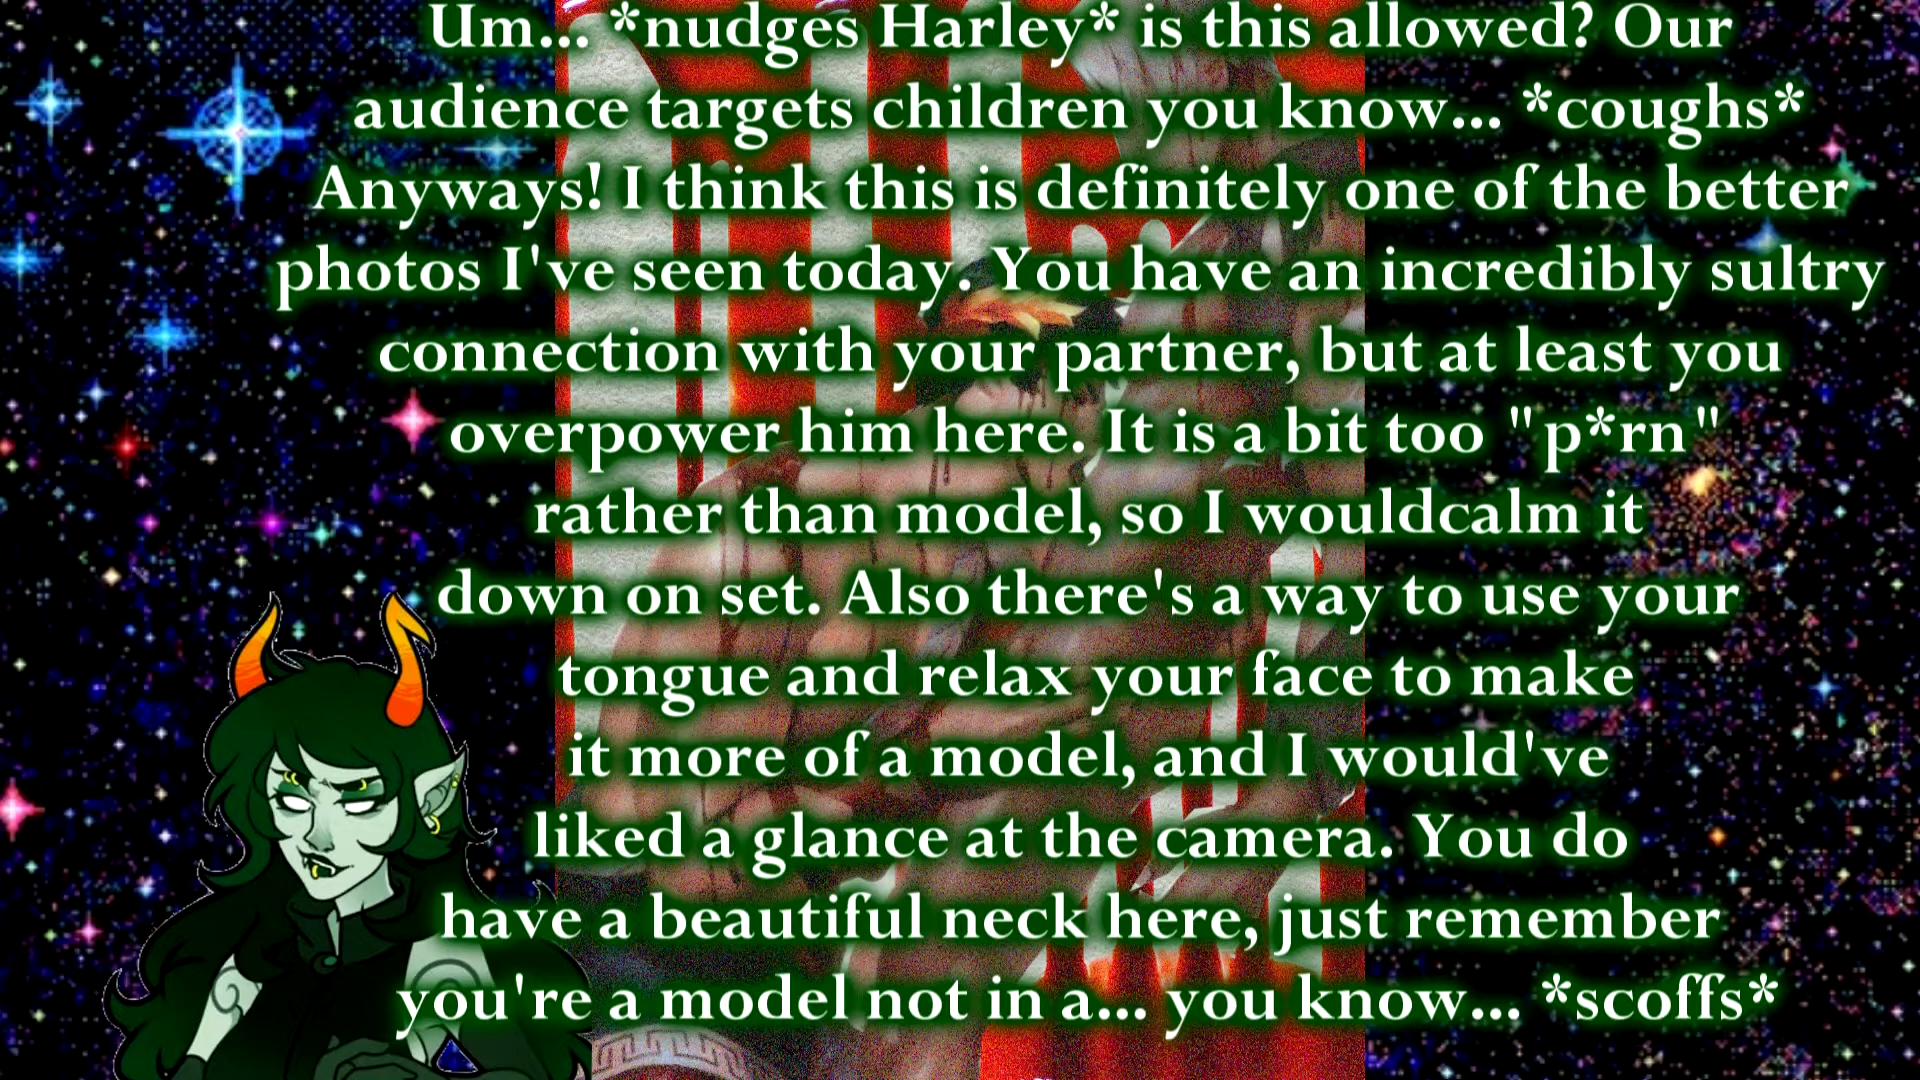 Um... *nudges Harley* is this allowed? Our
audience targets children you know... *coughs*
Anyways! I think this is definitely one of the better
photos I've seen today. You have an incredibly sultry
connection with your partner, but at least you
overpower him here. It is a bit too "p*rn"
rather than model, so I wouldcalm it
down on set. Also there's a way to use your
tongue and relax your face to make
it more of a model, and I would've
liked a glance at the camera. You do
have a beautiful neck here, just remember
you're a model not in a... you know... *scoffs*